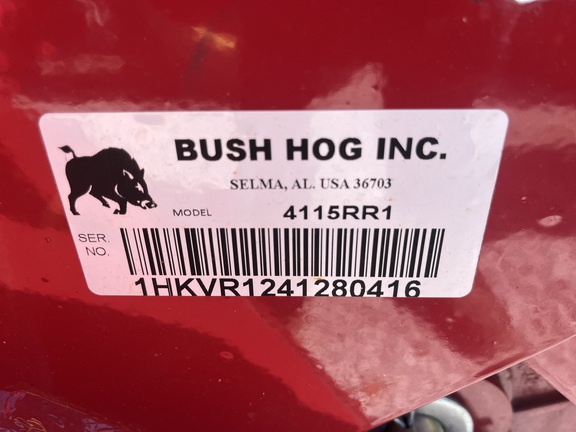 BUSH HOG INC.
SELMA, AL. USA 36703
MODEL 4115RR1
SER.
NO.
1HKVR1241280416